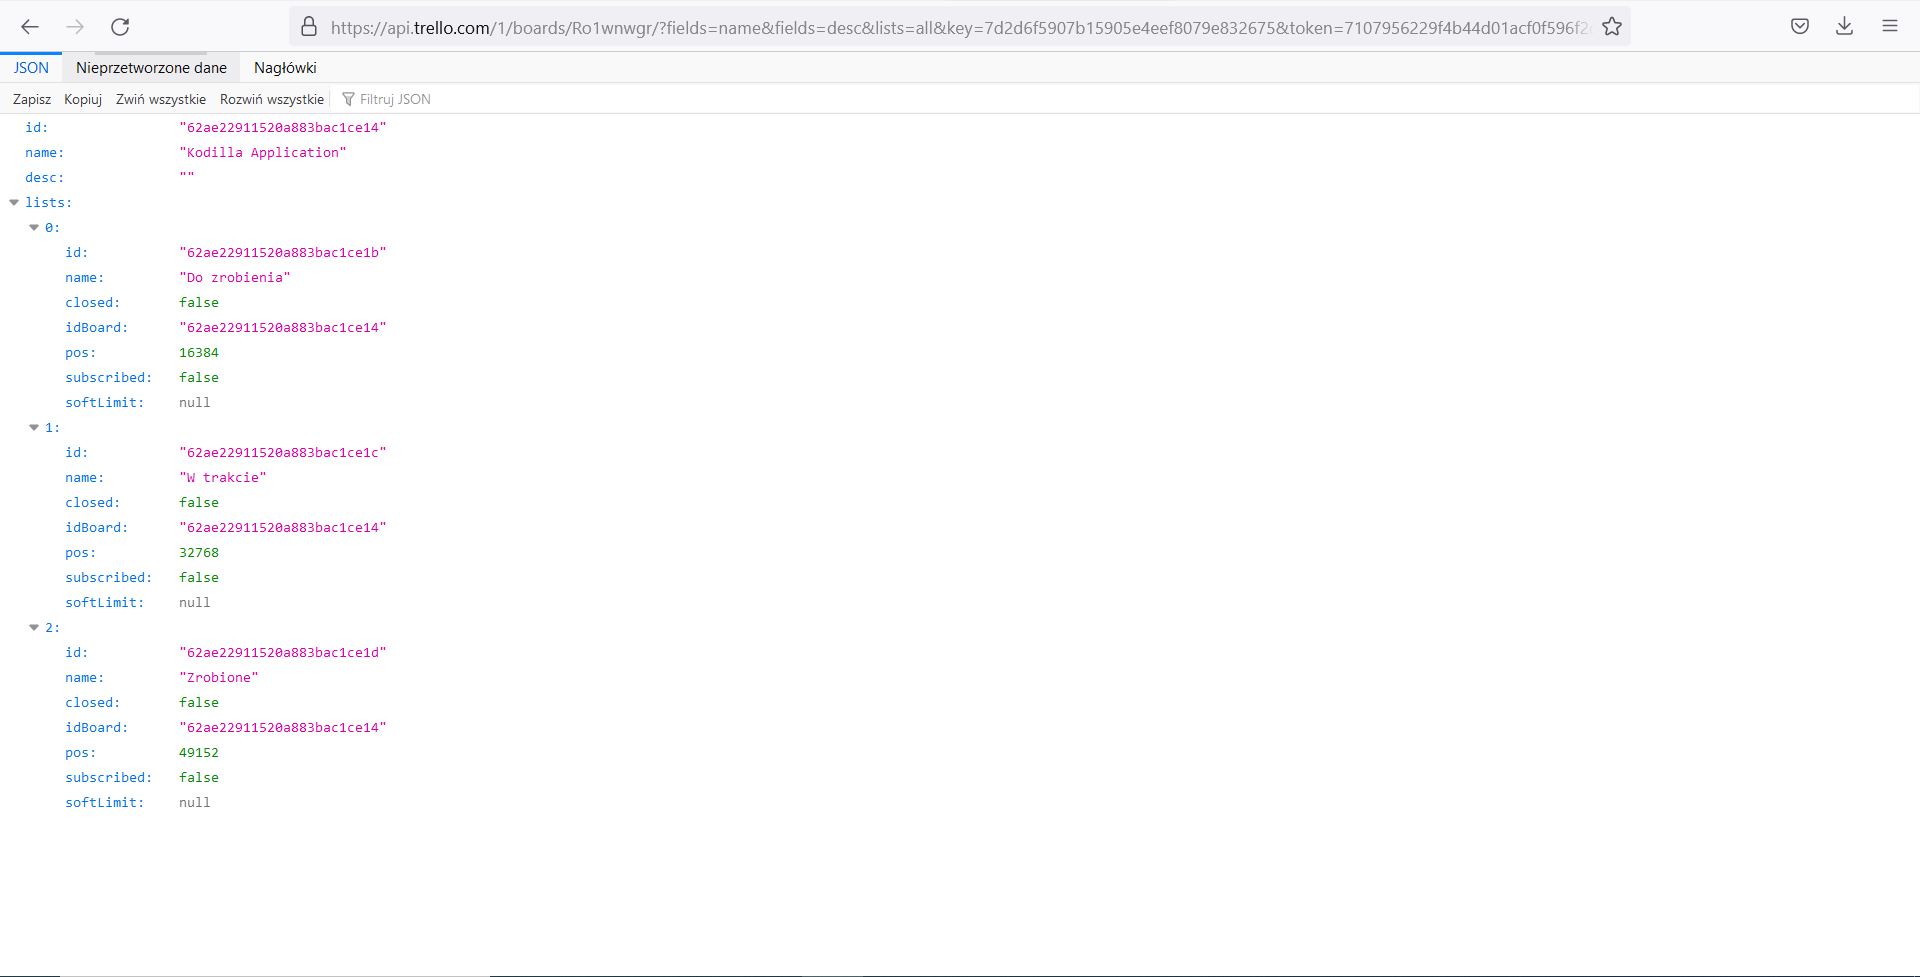 https://api.trello.com/1/boards/Ro1wnwgr/?fields=name&fields=desc&lists=all&key=7d2d6f5907b15905e4eef8079e832675&token=7107956229f4b44d01acf0f596f2
JSON Nieprzetworzone dane Nagłówki
Zapisz Kopiuj Zwiń wszystkie Rozwiń wszystkie Filtruj JSON
id: "62ae22911520a883bac1ce14"
name: "Kodilla Application"
desc: ""
lists:
0:
id: "62ae22911520a883bac1ce1b"
name: "Do zrobienia"
closed: false
idBoard: "62ae22911520a883bac1ce14"
pos: 16384
subscribed: false
softLimit: null
1:
id: "62ae22911520a883bac1ce1c"
name: "W trakcie"
closed: false
idBoard: "62ae22911520a883bac1ce14"
pos: 32768
subscribed: false
softLimit: null
2:
id: "62ae22911520a883bac1ce1d"
name: "Zrobione"
closed: false
idBoard: "62ae22911520a883bac1ce14"
pos: 49152
subscribed: false
softLimit: null